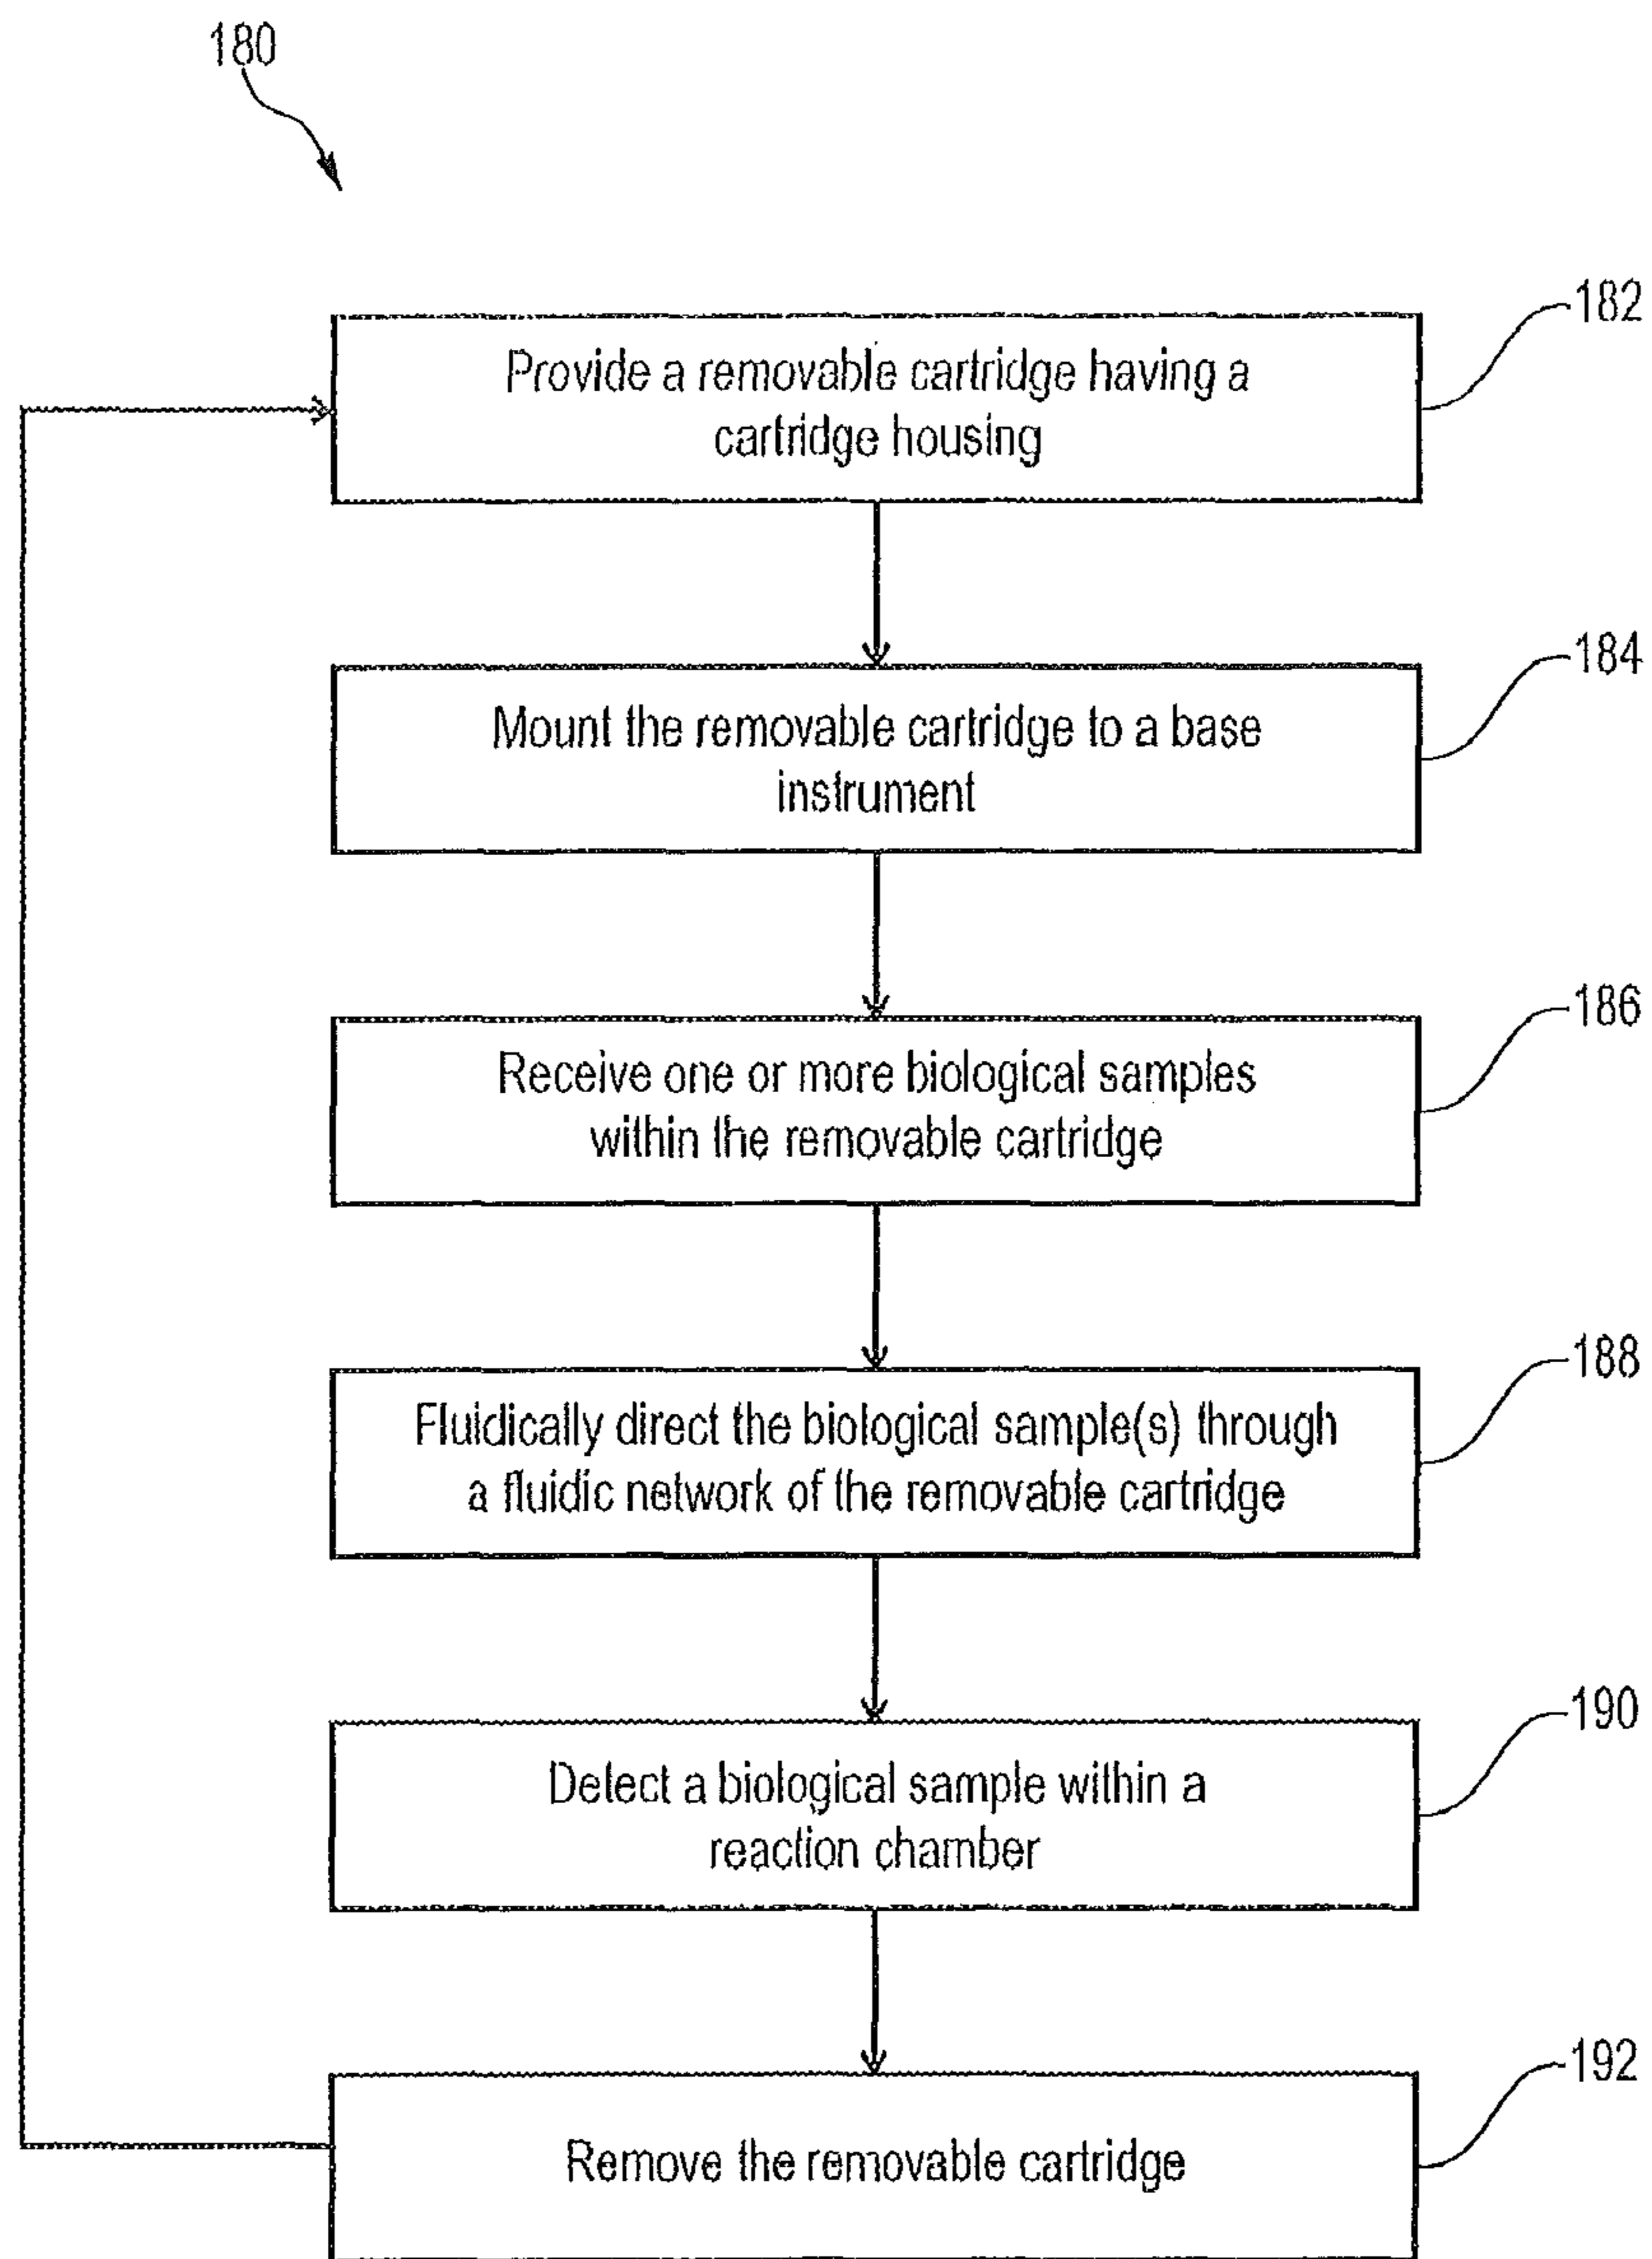 180
182
Provide a removable cartridge having a
cartridge housing
184
Mount the removable cartridge to a base
instrument
186
Receive one or more biological samples
within the removable cartridge
188
Fluidically direct the biological sample(s) through
a fluidic network of the removable cartridge
190
Detect a biological sample within a
reaction chamber
192
Remove the removable cartridge